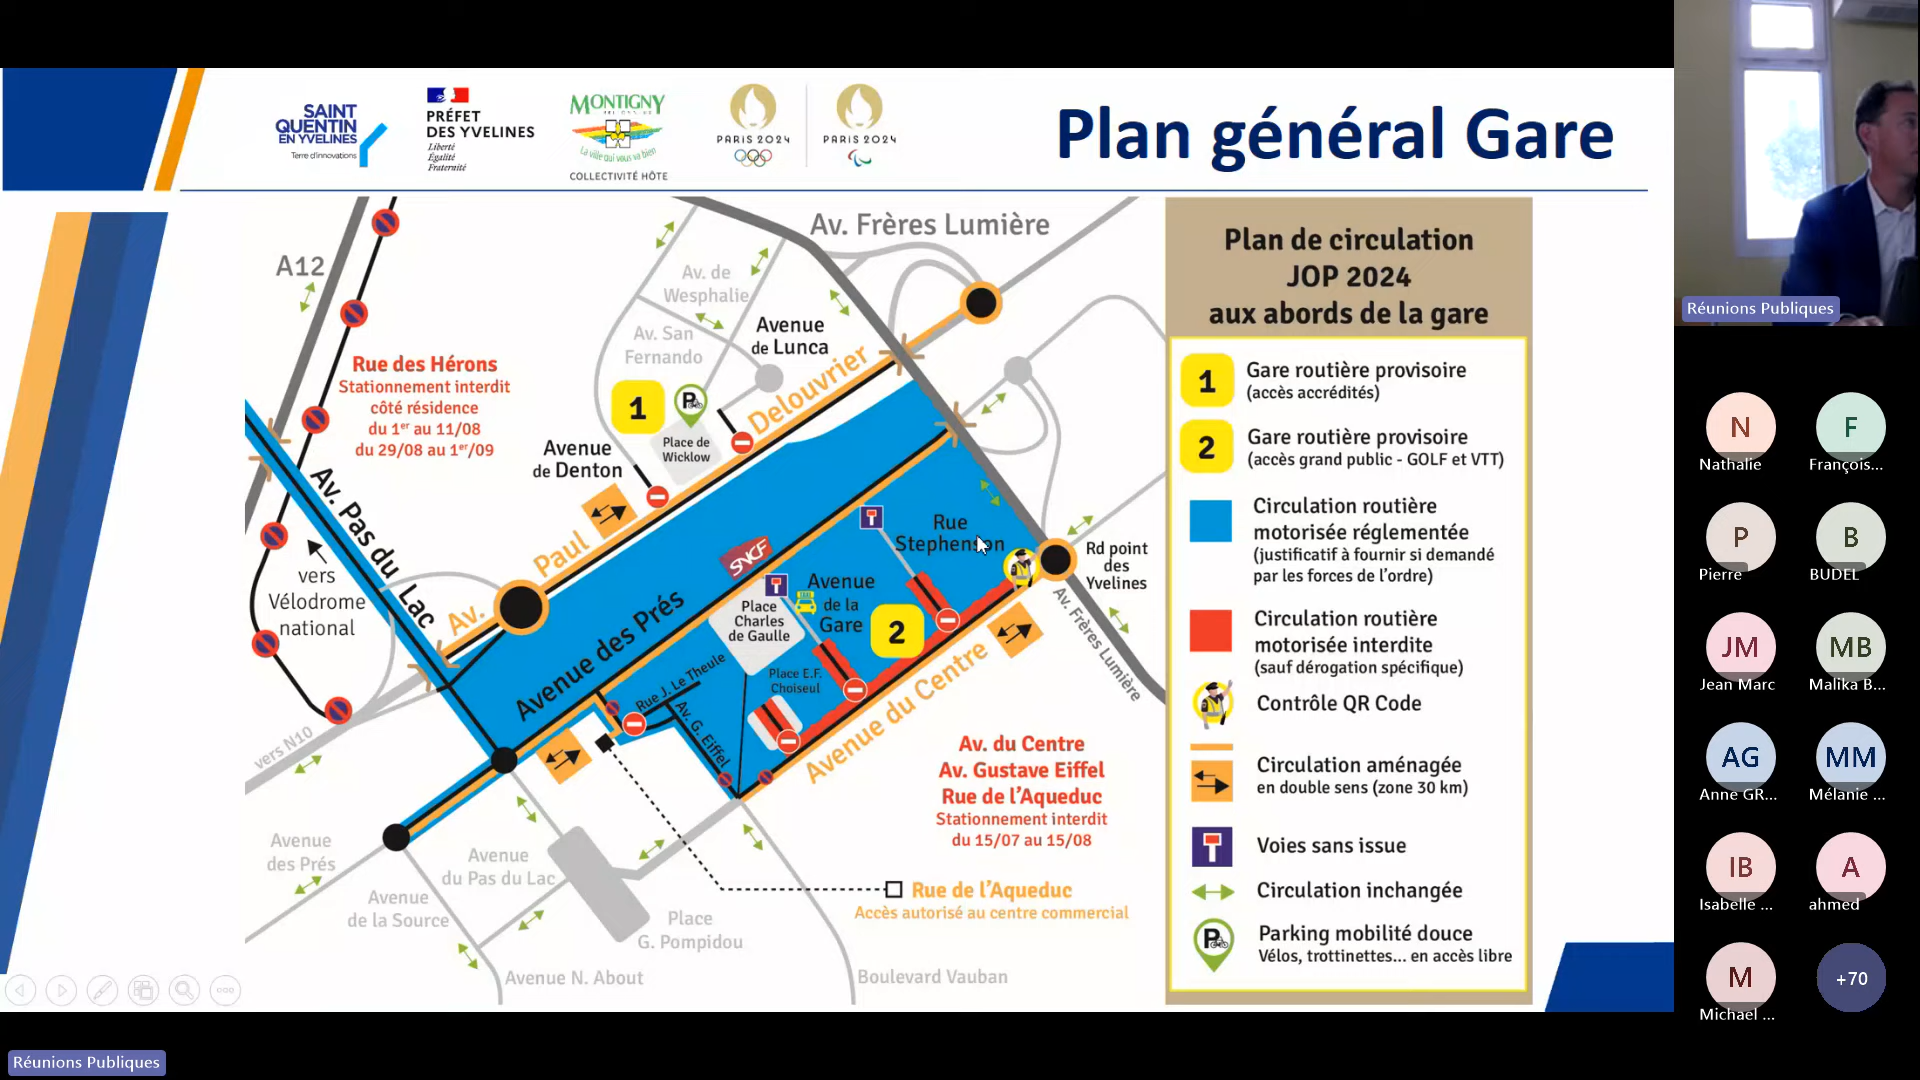 SAINT
QUENTIN
EN YVELINES
Terre d'innovations
PRÉFET
DES YVELINES
Liberté
Égalité
Fraternité
MONTIGNY
La ville qui vous va bien
COLLECTIVITÉ HÔTE
PARIS 2024
PARIS 2024
Plan général Gare
A12
Av. Frères Lumière
Av. de
Wesphalie
Av. San
Fernando
Avenue
de Lunca
Rue des Hérons
Stationnement interdit
côté résidence
du 1er au 11/08
du 29/08 au 1er/09
1
P
Place de
Wicklow
Delouvrier
Avenue
de Denton
Paul
Av.
Av. Pas du Lac
vers
Vélodrome
national
SNCF
Rue
Stephenson
Rd point
des
Yvelines
Avenue
de la
Gare
2
Place
Charles
de Gaulle
Avenue des Prés
Rue J. Le Theule
Place E.F.
Choiseul
Av. G. Eiffel
Avenue du Centre
Av. Frères Lumière
vers N10
Av. du Centre
Av. Gustave Eiffel
Rue de l'Aqueduc
Stationnement interdit
du 15/07 au 15/08
Avenue
des Prés
Avenue
du Pas du Lac
Avenue
de la Source
Place
G. Pompidou
Rue de l'Aqueduc
Accès autorisé au centre commercial
Avenue N. About
Boulevard Vauban
Plan de circulation
JOP 2024
aux abords de la gare
1
Gare routière provisoire
(accès accrédités)
2
Gare routière provisoire
(accès grand public - GOLF et VTT)
Circulation routière
motorisée réglementée
(justificatif à fournir si demandé
par les forces de l'ordre)
Circulation routière
motorisée interdite
(sauf dérogation spécifique)
Contrôle QR Code
Circulation aménagée
en double sens (zone 30 km)
Voies sans issue
Circulation inchangée
P
Parking mobilité douce
Vélos, trottinettes... en accès libre
Réunions Publiques
N
Nathalie
F
François...
P
Pierre
B
BUDEL
JM
Jean Marc
MB
Malika B...
AG
Anne GR...
MM
Mélanie ...
IB
Isabelle ...
A
ahmed
M
Michael ...
+70
Réunions Publiques